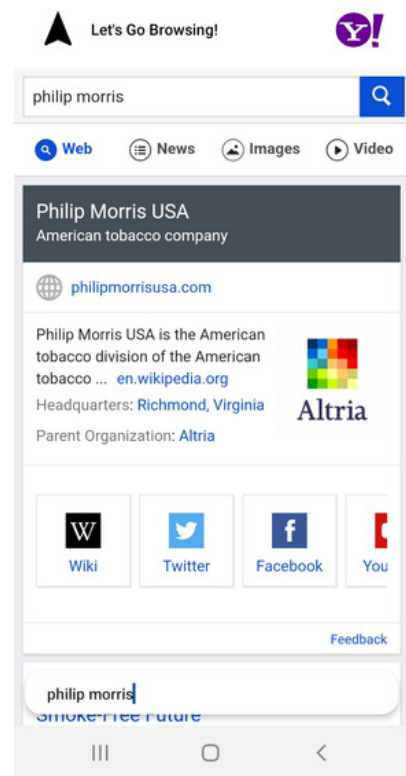 Let's Go Browsing!
Y!
philip morris
Web News Images Video
Philip Morris USA
American tobacco company
philipmorrisusa.com
Philip Morris USA is the American
tobacco division of the American
tobacco ... en.wikipedia.org
Headquarters: Richmond, Virginia
Parent Organization: Altria
Altria
W
f
Wiki Twitter Facebook You
Feedback
philip morris
Smoke-Free Future